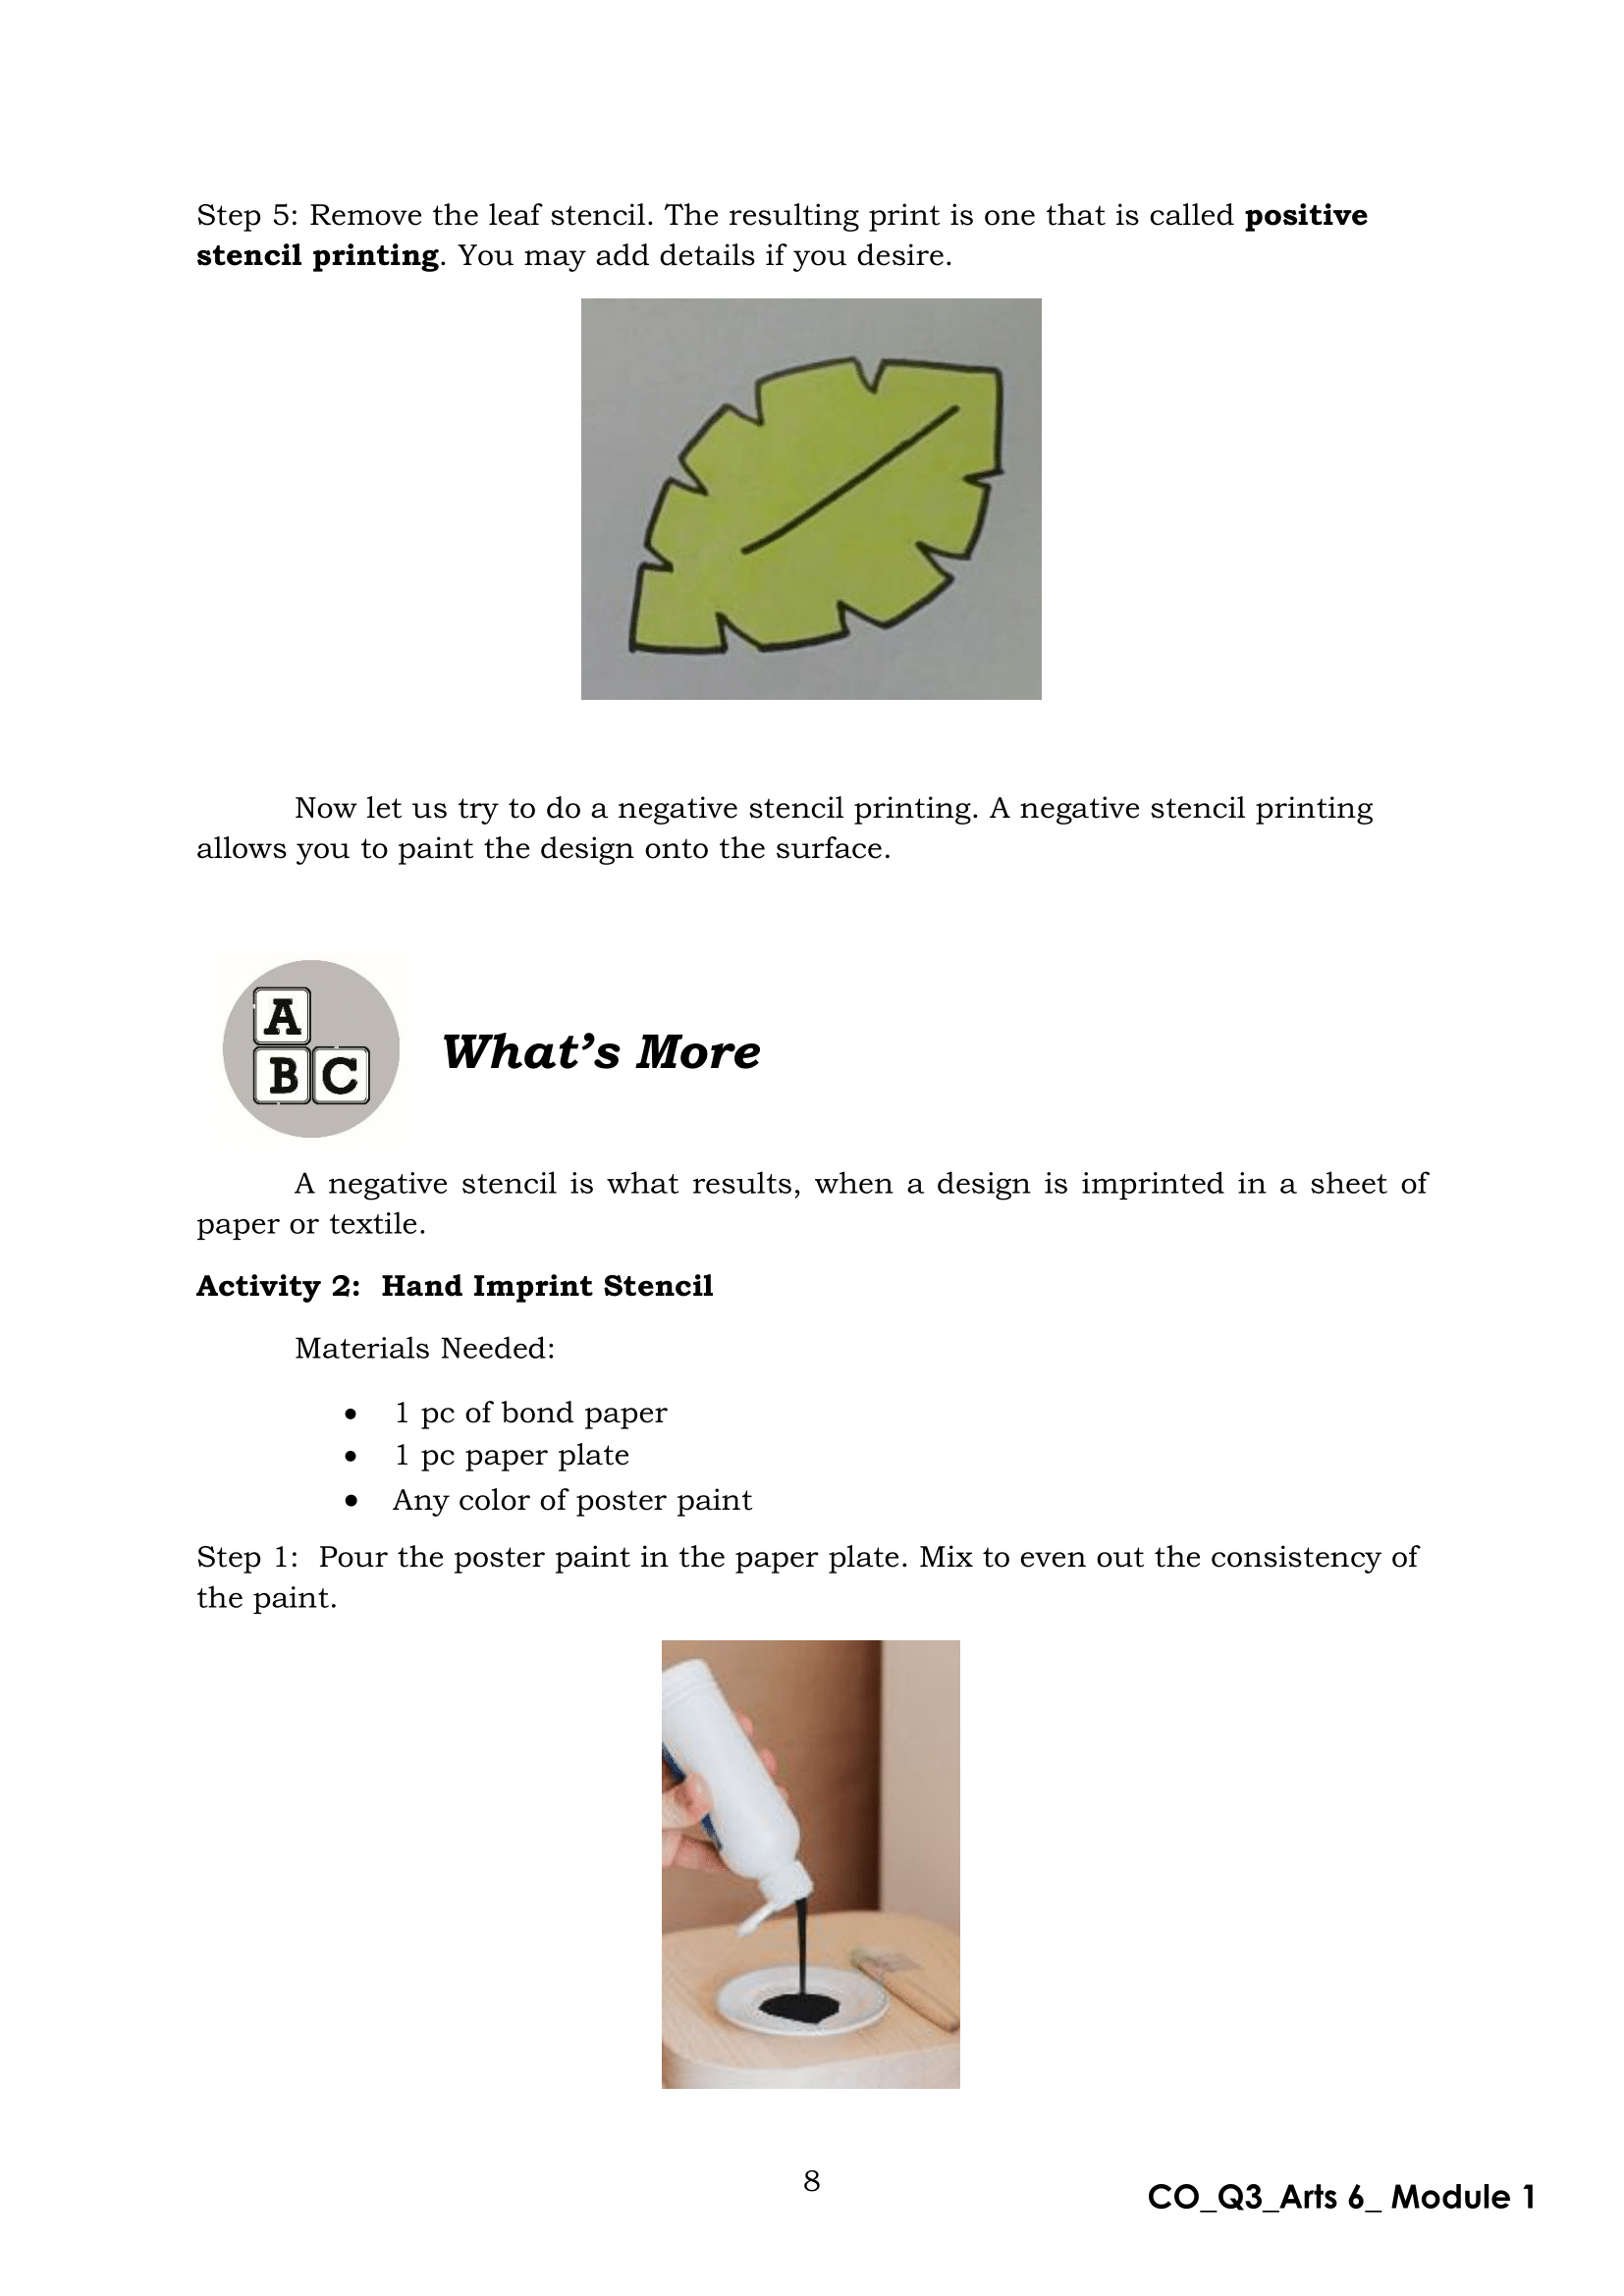 Step 5: Remove the leaf stencil. The resulting print is one that is called positive
stencil printing. You may add details if you desire.
Now let us try to do a negative stencil printing. A negative stencil printing
allows you to paint the design onto the surface.
A
B C
What’s More
A negative stencil is what results, when a design is imprinted in a sheet of
paper or textile.
Activity 2: Hand Imprint Stencil
Materials Needed:
• 1 pc of bond paper
• 1 pc paper plate
• Any color of poster paint
Step 1: Pour the poster paint in the paper plate. Mix to even out the consistency of
the paint.
8
CO_Q3_Arts 6_ Module 1